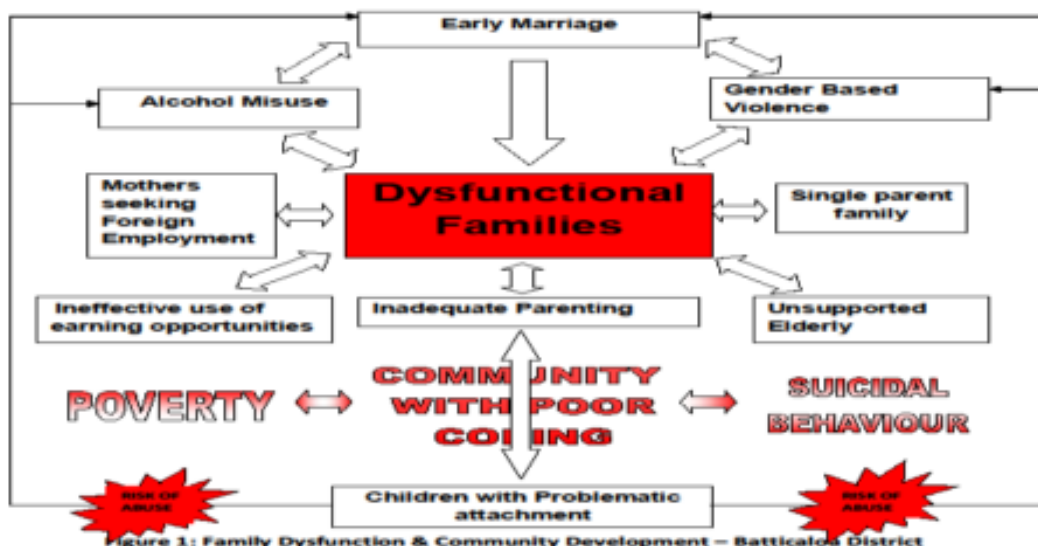 Early Marriage
Alcohol Misuse
Gender Based
Violence
Mothers
seeking
Foreign
Employment
Dysfunctional
Families
Single parent
family
Ineffective use of
earning opportunities
Inadequate Parenting
Unsupported
Elderly
POVERTY
COMMUNITY
WITH POOR
COPING
SUICIDAL
BEHAVIOUR
RISK OF
ABUSE
Children with Problematic
attachment
RISK OF
ABUSE
Figure 1: Family Dysfunction & Community Development – Batticaloa District